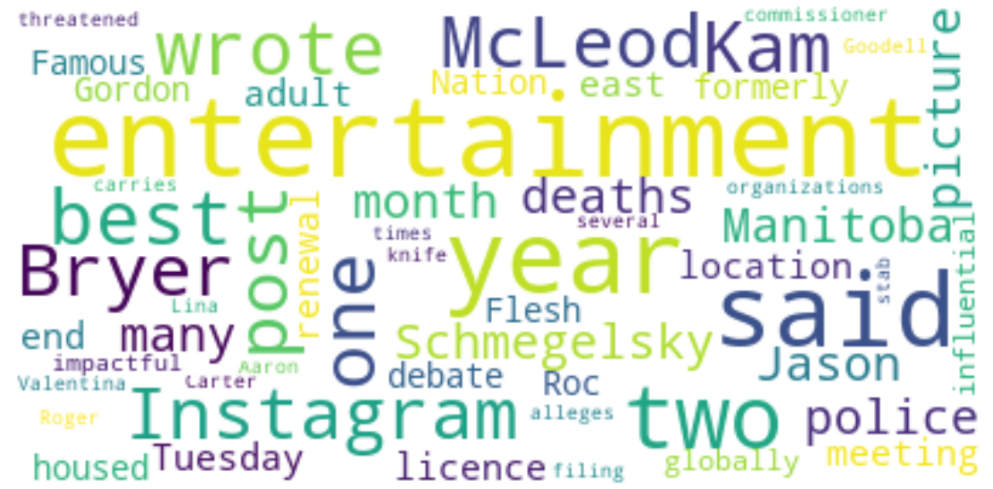 threatened
commissioner
Famous
wrote
McLeod
Kam
Goodell
picture
Gordon
adult
Nation
east
formerly
entertainment
carries
best
post
renewal
month
deaths
several
organizations
Manitoba
Bryer
times
knife
one
year
location
stab
said
influential
Lina
Flesh
end
many
Schmegelsky
Jason
impactful
Aaron
Valentina
Carter
debate
Roc
Roger
Instagram
alleges
two
police
housed
Tuesday
licence
filing
globally
meeting